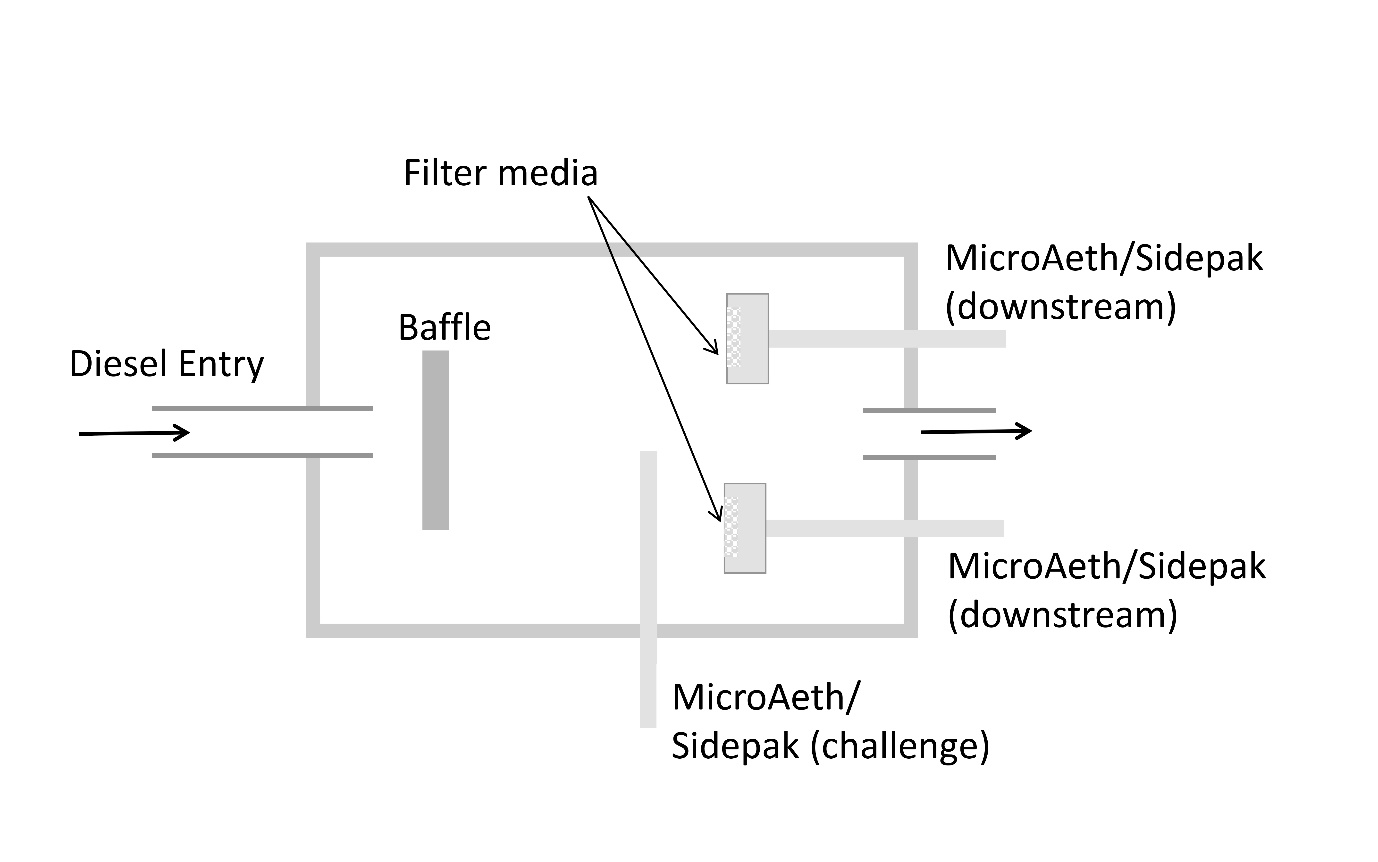 Filter media
MicroAeth/Sidepak
(downstream)
Baffle
Diesel Entry
MicroAeth/Sidepak
(downstream)
MicroAeth/
Sidepak (challenge)